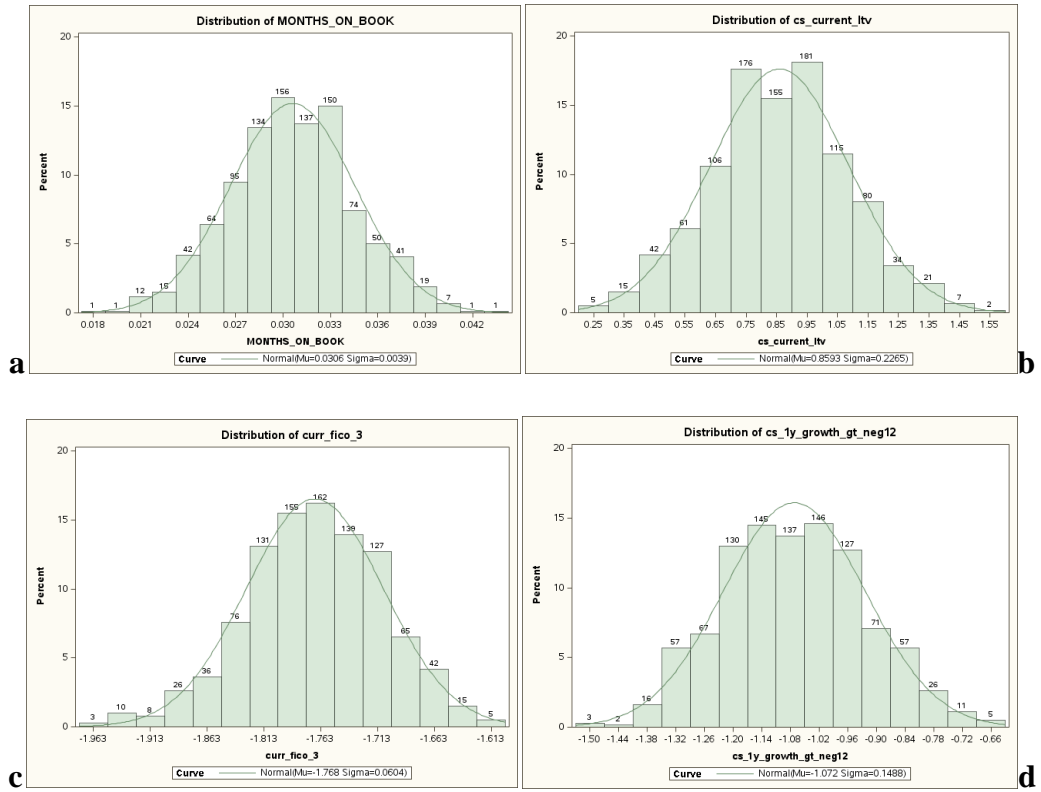 Distribution of MONTHS_ON_BOOK
20
15
10
5
0
Percent
1 1 12 15 42 64 95 134 156 137 150 74 50 41 19 7 1 1
0.018 0.021 0.024 0.027 0.030 0.033 0.036 0.039 0.042
MONTHS_ON_BOOK
Curve Normal(Mu=0.0306 Sigma=0.0039)
a
Distribution of cs_current_ltv
20
15
10
5
0
Percent
5 15 42 61 106 176 155 181 115 80 34 21 7 2
0.25 0.35 0.45 0.55 0.65 0.75 0.85 0.95 1.05 1.15 1.25 1.35 1.45 1.55
cs_current_ltv
Curve Normal(Mu=0.8593 Sigma=0.2265)
b
Distribution of curr_fico_3
20
15
10
5
0
Percent
3 10 8 26 36 76 131 155 162 139 127 65 42 15 5
-1.963 -1.913 -1.863 -1.813 -1.763 -1.713 -1.663 -1.613
curr_fico_3
Curve Normal(Mu=-1.768 Sigma=0.0604)
c
Distribution of cs_1y_growth_gt_neg12
20
15
10
5
0
Percent
3 2 16 57 67 130 145 137 146 127 71 57 26 11 5
-1.50 -1.44 -1.38 -1.32 -1.26 -1.20 -1.14 -1.08 -1.02 -0.96 -0.90 -0.84 -0.78 -0.72 -0.66
cs_1y_growth_gt_neg12
Curve Normal(Mu=-1.072 Sigma=0.1488)
d